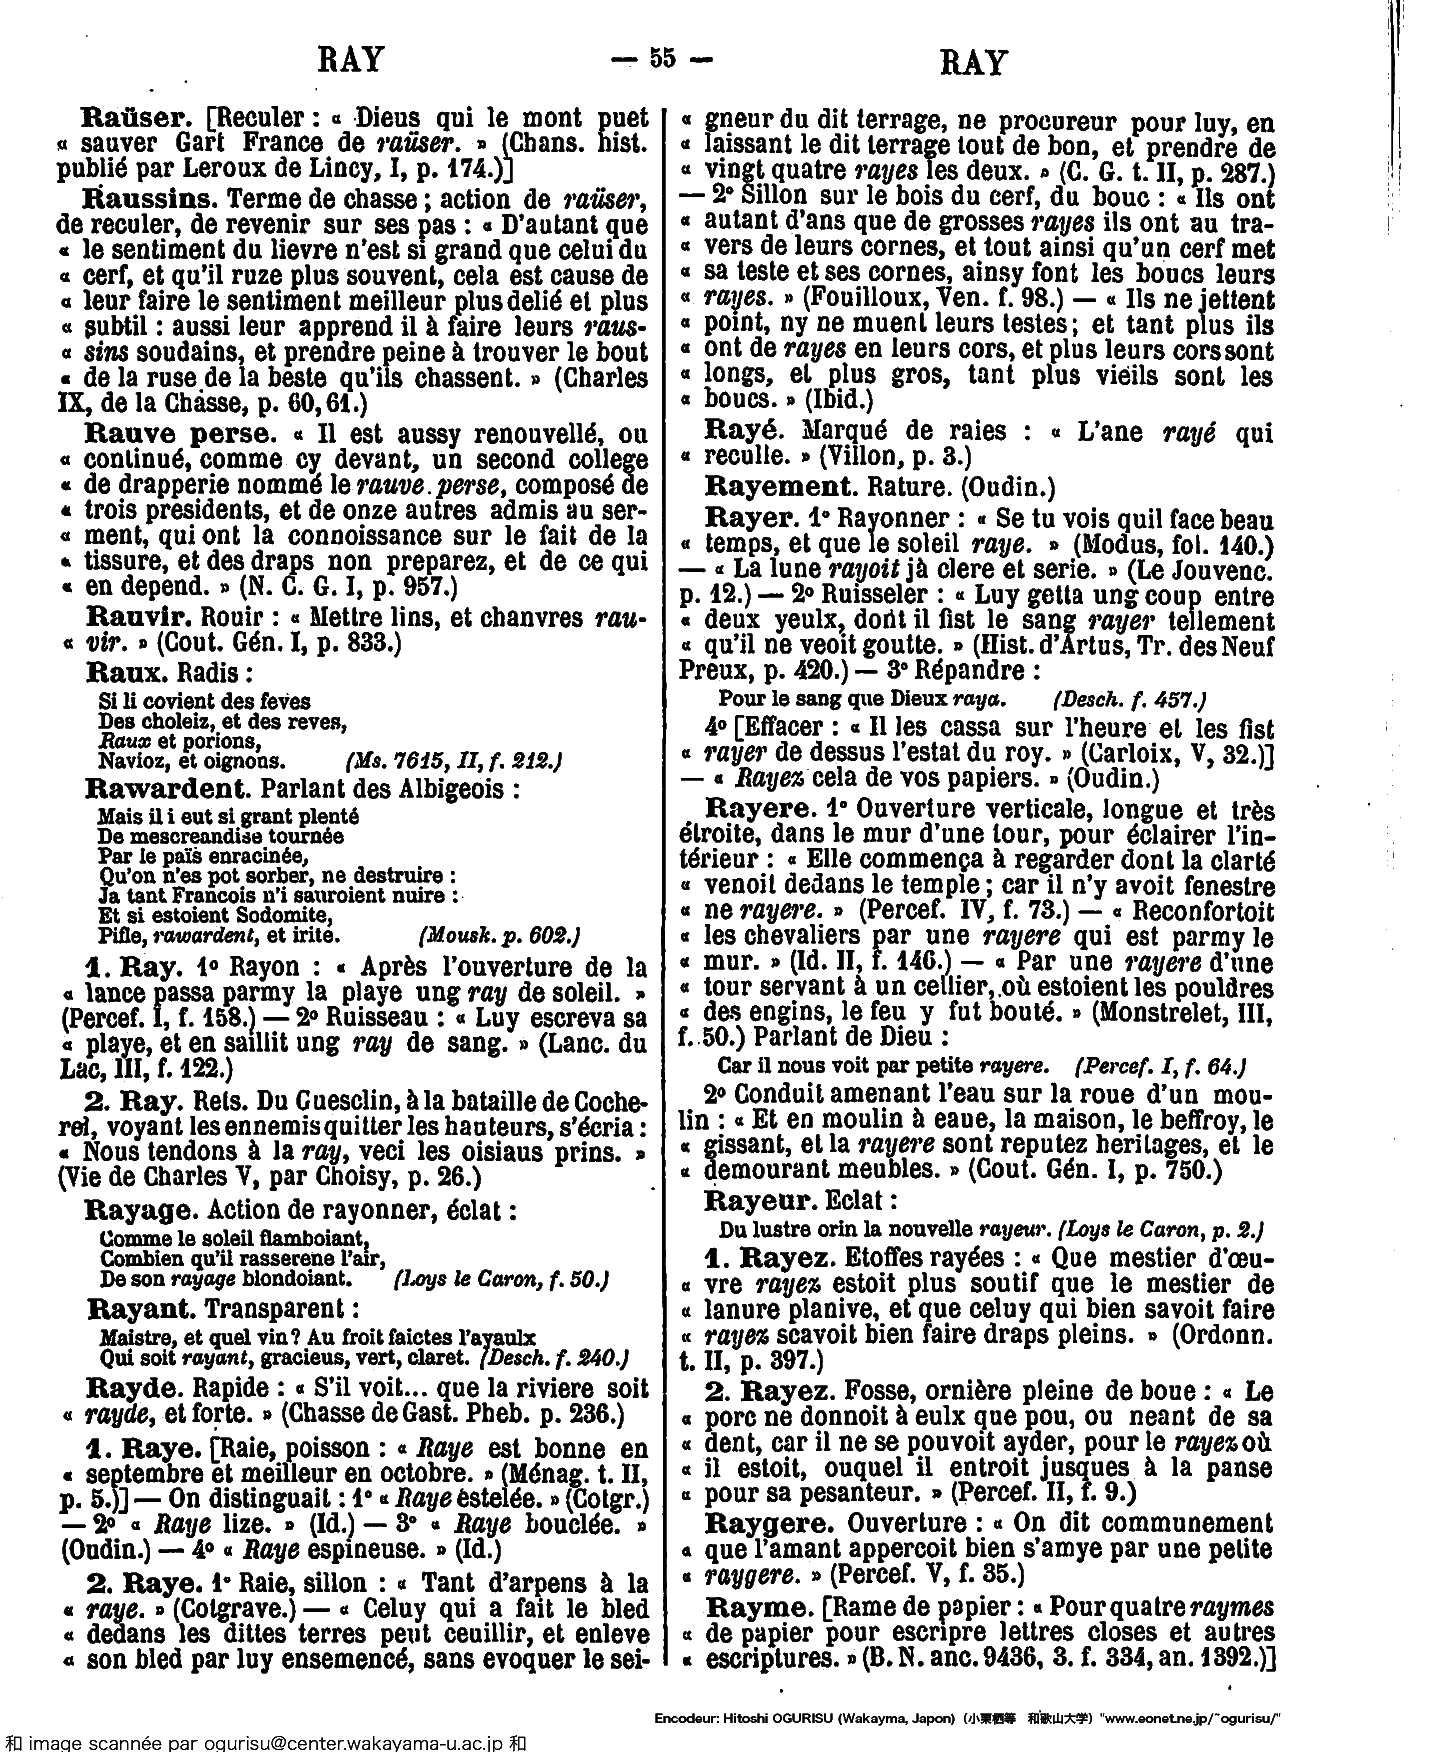 RAY
— 55 —
RAY
Raüser. [Reculer : « Dieus qui le mont puet
« sauver Gart France de raüser. » (Chans. hist.
publié par Leroux de Lincy, I, p. 174.)]
Raussins. Terme de chasse ; action de raüser,
de reculer, de revenir sur ses pas : « D'autant que
« le sentiment du lievre n'est si grand que celui du
« cerf, et qu'il ruze plus souvent, cela est cause de
« leur faire le sentiment meilleur plus delié et plus
« subtil : aussi leur apprend il à faire leurs raus-
« sins soudains, et prendre peine à trouver le bout
« de la ruse de la beste qu'ils chassent. » (Charles
IX, de la Chasse, p. 60, 61.)
Rauve perse. « Il est aussy renouvellé, ou
« continué, comme cy devant, un second college
« de drapperie nommé le rauve perse, composé de
« trois presidents, et de onze autres admis au ser-
« ment, qui ont la connoissance sur le fait de la
« tissure, et des draps non preparez, et de ce qui
« en depend. » (N. C. G. I, p. 957.)
Rauvir. Rouir : « Mettre lins, et chanvres rau-
« vir. » (Cout. Gén. I, p. 833.)
Raux. Radis :
Si li covient des feves
Des choleiz, et des reves,
Raux et porions,
Navioz, et oignons. (Ms. 7615, II, f. 212.)
Rawardent. Parlant des Albigeois :
Mais il i eut si grant plenté
De mescreandise tournée
Par le païs enracinée,
Qu'on n'es pot sorber, ne destruire :
Ja tant Francois n'i sauroient nuire :
Et si estoient Sodomite,
Pifle, rawardent, et irite. (Mousk. p. 602.)
1. Ray. 1º Rayon : « Après l'ouverture de la
« lance passa parmy la playe ung ray de soleil. »
(Percef. I, f. 158.) — 2º Ruisseau : « Luy escreva sa
« playe, et en saillit ung ray de sang. » (Lanc. du
Lac, III, f. 122.)
2. Ray. Rets. Du Guesclin, à la bataille de Coche-
rel, voyant les ennemis quitter les hauteurs, s'écria :
« Nous tendons à la ray, veci les oisiaus prins. »
(Vie de Charles V, par Choisy, p. 26.)
Rayage. Action de rayonner, éclat :
Comme le soleil flamboiant,
Combien qu'il rasserene l'air,
De son rayage blondoiant. (Loys le Caron, f. 50.)
Rayant. Transparent :
Maistre, et quel vin? Au froit faictes l'ayaulx
Qui soit rayant, gracieus, vert, claret. (Desch. f. 240.)
Rayde. Rapide : « S'il voit... que la riviere soit
« rayde, et forte. » (Chasse de Gast. Pheb. p. 236.)
1. Raye. [Raie, poisson : « Raye est bonne en
« septembre et meilleur en octobre. » (Ménag. t. II,
p. 5.)] — On distinguait : 1º « Raye estelée. » (Cotgr.)
— 2º « Raye lize. » (Id.) — 3º « Raye bouclée. »
(Oudin.) — 4º « Raye espineuse. » (Id.)
2. Raye. 1º Raie, sillon : « Tant d'arpens à la
« raye. » (Cotgrave.) — « Celuy qui a fait le bled
« dedans les dittes terres peut ceuillir, et enleve
« son bled par luy ensemencé, sans evoquer le sei-
« gneur du dit terrage, ne procureur pour luy, en
« laissant le dit terrage tout de bon, et prendre de
« vingt quatre rayes les deux. » (C. G. t. II, p. 287.)
— 2º Sillon sur le bois du cerf, du bouc : « Ils ont
« autant d'ans que de grosses rayes ils ont au tra-
« vers de leurs cornes, et tout ainsi qu'un cerf met
« sa teste et ses cornes, ainsy font les boucs leurs
« rayes. » (Fouilloux, Ven. f. 98.) — « Ils ne jettent
« point, ny ne muent leurs testes ; et tant plus ils
« ont de rayes en leurs cors, et plus leurs cors sont
« longs, et plus gros, tant plus vieils sont les
« boucs. » (Ibid.)
Rayé. Marqué de raies : « L'ane rayé qui
« reculle. » (Villon, p. 3.)
Rayement. Rature. (Oudin.)
Rayer. 1º Rayonner : « Se tu vois quil face beau
« temps, et que le soleil raye. » (Modus, fol. 140.)
— « La lune rayoit jà clere et serie. » (Le Jouvenc.
p. 12.) — 2º Ruisseler : « Luy getta ung coup entre
« deux yeulx, dont il fist le sang rayer tellement
« qu'il ne veoit goutte. » (Hist. d'Artus, Tr. des Neuf
Preux, p. 420.) — 3º Répandre :
Pour le sang que Dieux raya. (Desch. f. 457.)
4º [Effacer : « Il les cassa sur l'heure et les fist
« rayer de dessus l'estat du roy. » (Carloix, V, 32.)]
— « Rayez cela de vos papiers. » (Oudin.)
Rayere. 1º Ouverture verticale, longue et très
étroite, dans le mur d'une tour, pour éclairer l'in-
térieur : « Elle commença à regarder dont la clarté
« venoit dedans le temple ; car il n'y avoit fenestre
« ne rayere. » (Percef. IV, f. 73.) — « Reconfortoit
« les chevaliers par une rayere qui est parmy le
« mur. » (Id. II, f. 146.) — « Par une rayere d'une
« tour servant à un cellier, où estoient les pouldres
« des engins, le feu y fut bouté. » (Monstrelet, III,
f. 50.) Parlant de Dieu :
Car il nous voit par petite rayere. (Percef. I, f. 64.)
2º Conduit amenant l'eau sur la roue d'un mou-
lin : « Et en moulin à eaue, la maison, le beffroy, le
« gissant, et la rayere sont reputez heritages, et le
« demourant meubles. » (Cout. Gén. I, p. 750.)
Rayeur. Eclat :
Du lustre orin la nouvelle rayeur. (Loys le Caron, p. 2.)
1. Rayez. Etoffes rayées : « Que mestier d'œu-
« vre rayez estoit plus soutif que le mestier de
« lanure planive, et que celuy qui bien savoit faire
« rayez scavoit bien faire draps pleins. » (Ordonn.
t. II, p. 397.)
2. Rayez. Fosse, ornière pleine de boue : « Le
« porc ne donnoit à eulx que pou, ou neant de sa
« dent, car il ne se pouvoit ayder, pour le rayez où
« il estoit, ouquel il entroit jusques à la panse
« pour sa pesanteur. » (Percef. II, f. 9.)
Raygere. Ouverture : « On dit communement
« que l'amant appercoit bien s'amye par une petite
« raygere. » (Percef. V, f. 35.)
Rayme. [Rame de papier : « Pour quatre raymes
« de papier pour escripre lettres closes et autres
« escriptures. » (B. N. anc. 9436, 3. f. 334, an. 1392.)]
Encodeur: Hitoshi OGURISU (Wakayma, Japon) (小栗栖等 和歌山大学) "www.eonet.ne.jp/~ogurisu/"
和 image scannée par ogurisu@center.wakayama-u.ac.jp 和